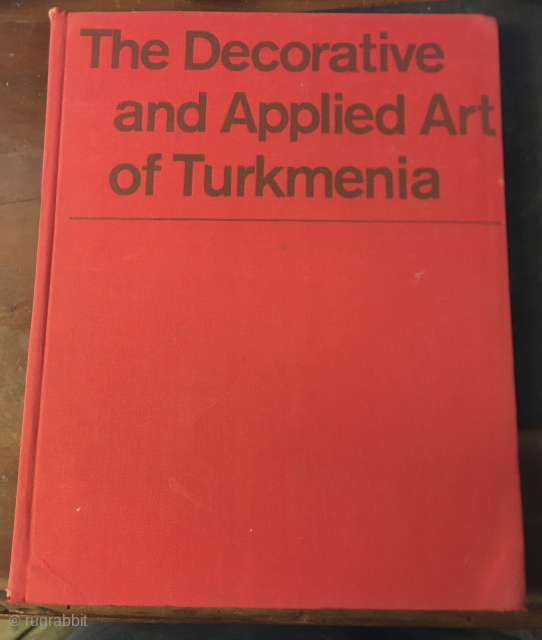 The Decorative
and Applied Art
of Turkmenia
© rugrabbit